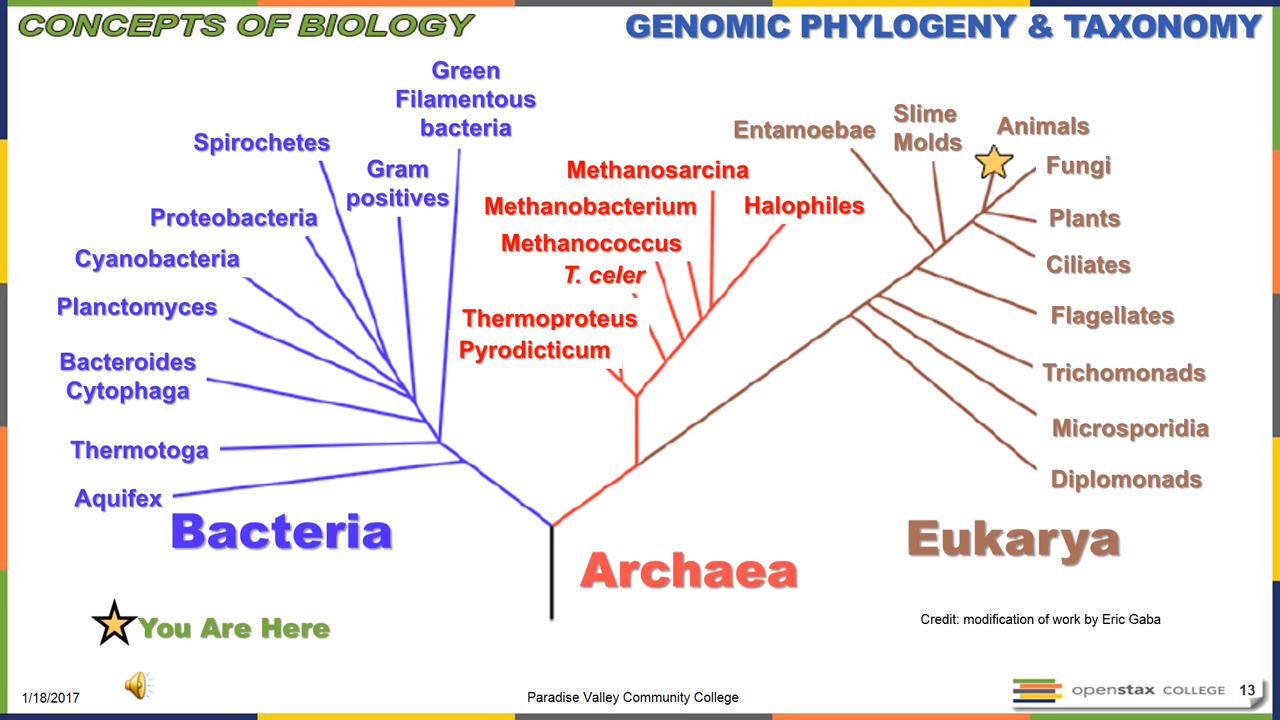 CONCEPTS OF BIOLOGY
GENOMIC PHYLOGENY & TAXONOMY
Green
Filamentous
bacteria
Spirochetes
Gram
positives
Proteobacteria
Cyanobacteria
Planctomyces
Bacteroides
Cytophaga
Thermotoga
Aquifex
Bacteria
Methanosarcina
Methanobacterium
Halophiles
Methanococcus
T. celer
Thermoproteus
Pyrodicticum
Archaea
Entamoebae
Slime
Molds
Animals
Fungi
Plants
Ciliates
Flagellates
Trichomonads
Microsporidia
Diplomonads
Eukarya
You Are Here
Credit: modification of work by Eric Gaba
1/18/2017
Paradise Valley Community College
openstax COLLEGE
13